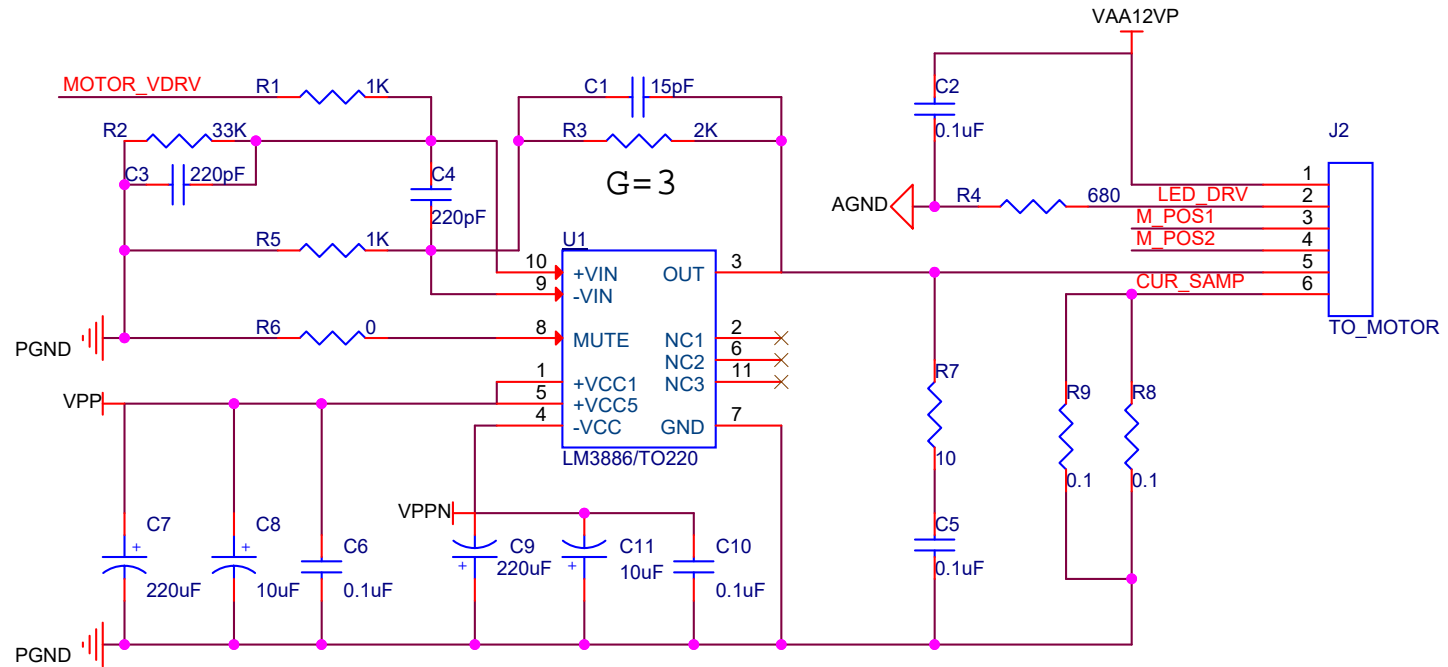 VAA12VP
MOTOR_VDRV R1 1K C1 15pF C2
0.1uF
R2 33K R3 2K J2
C3 220pF C4 G=3
220pF
1
AGND R4 680 LED_DRV 2
M_POS1 3
M_POS2 4
R5 1K U1
10 +VIN OUT 3 5
9 -VIN CUR_SAMP 6
TO_MOTOR
PGND R6 0 8 MUTE NC1 2
NC2 6
1 +VCC1 NC3 11 R7
VPP 5 +VCC5 R9 R8
4 -VCC GND 7
LM3886/TO220 10
0.1 0.1
VPPN
C7 + C8 + C6 C9 C11 C10 C5
220uF 10uF 0.1uF + 220uF + 10uF 0.1uF 0.1uF
PGND